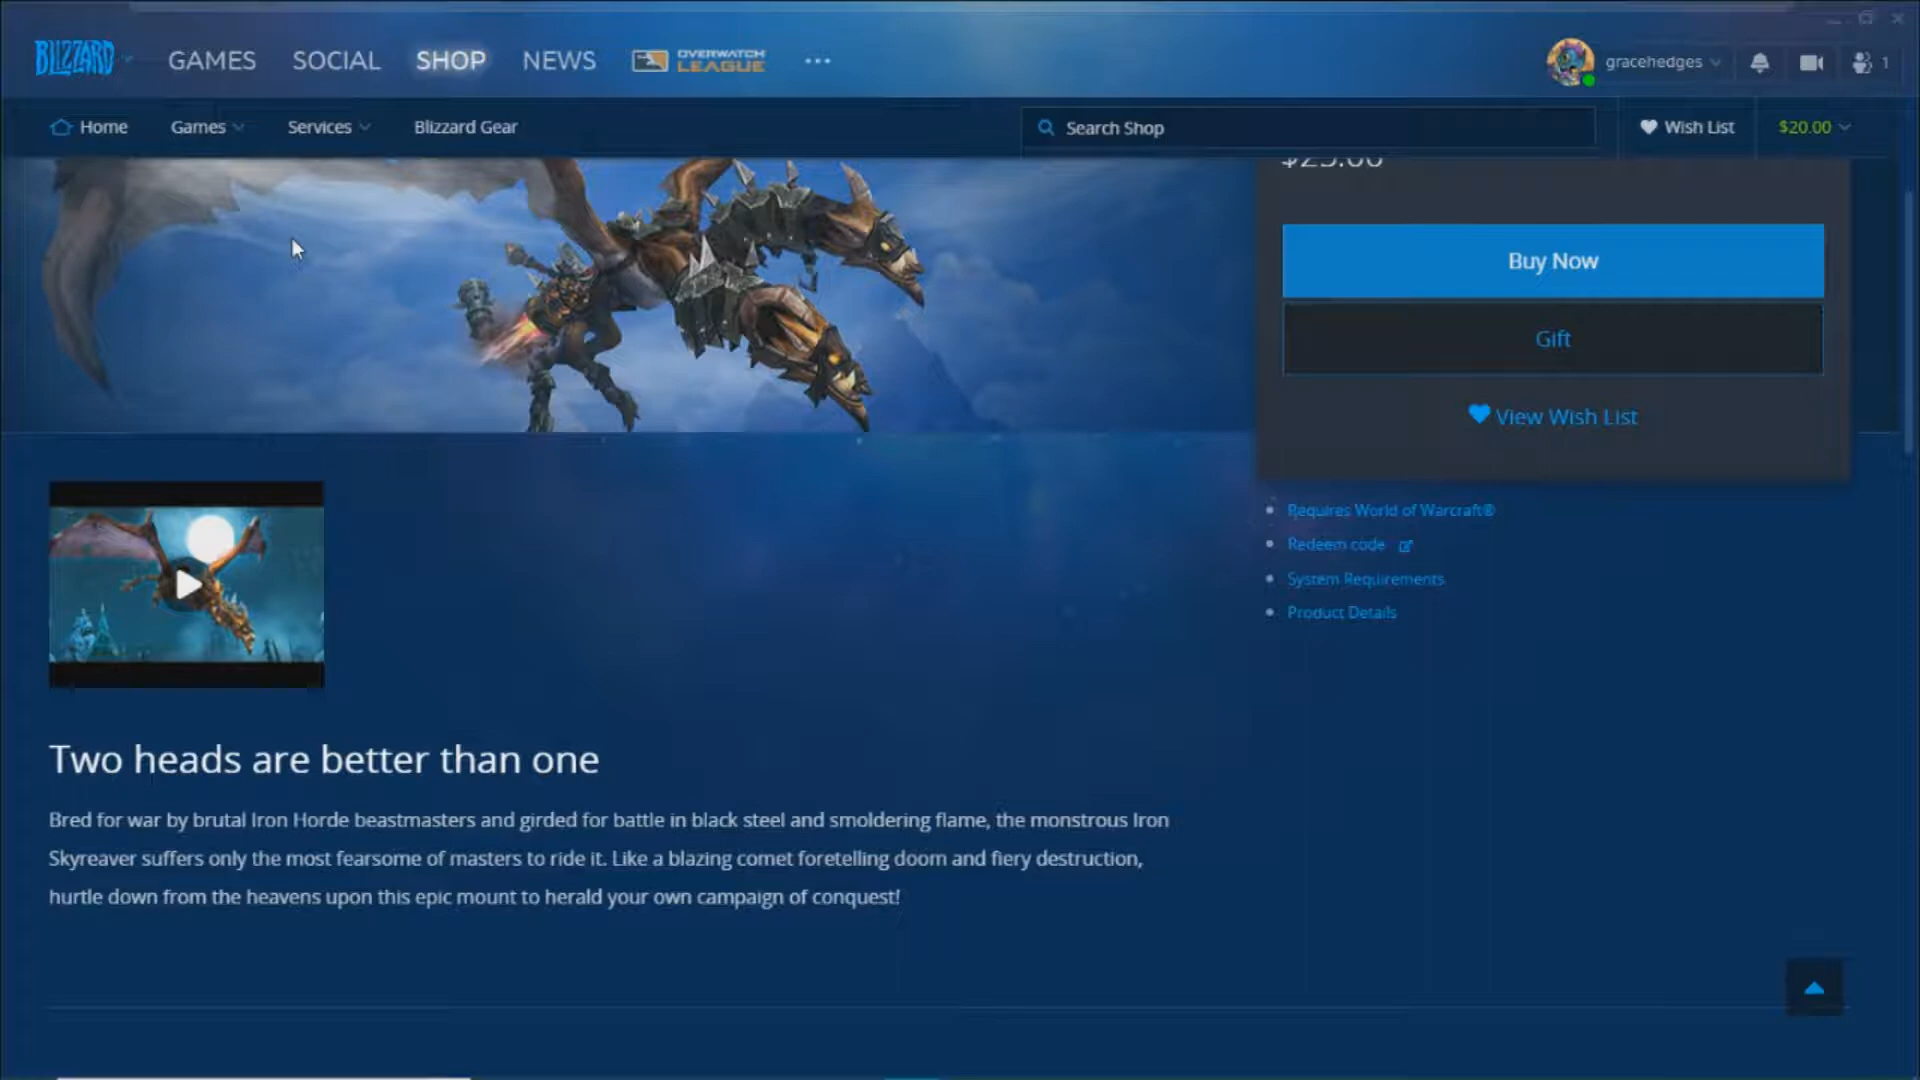 BLIZZARD
GAMES
SOCIAL
SHOP
NEWS
OVERWATCH
LEAGUE
gracehedges
1
Home
Games
Services
Blizzard Gear
Search Shop
Wish List
$20.00
$25.00
Buy Now
Gift
View Wish List
Requires World of Warcraft®
Redeem code
System Requirements
Product Details
Two heads are better than one
Bred for war by brutal Iron Horde beastmasters and girded for battle in black steel and smoldering flame, the monstrous Iron
Skyreaver suffers only the most fearsome of masters to ride it. Like a blazing comet foretelling doom and fiery destruction,
hurtle down from the heavens upon this epic mount to herald your own campaign of conquest!